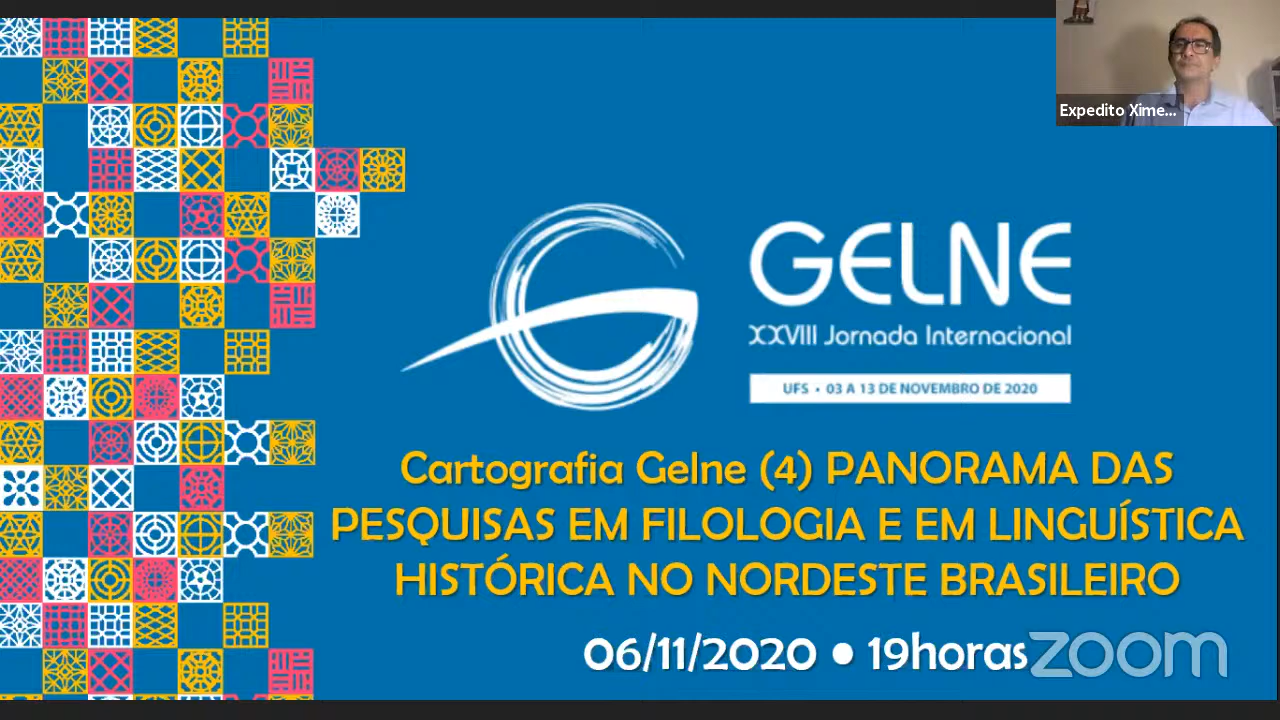 Expedito Xime...
GELNE
XXVIII Jornada Internacional
UFS • 03 A 13 DE NOVEMBRO DE 2020
Cartografia Gelne (4) PANORAMA DAS
PESQUISAS EM FILOLOGIA E EM LINGUÍSTICA
HISTÓRICA NO NORDESTE BRASILEIRO
06/11/2020 • 19horas
zoom